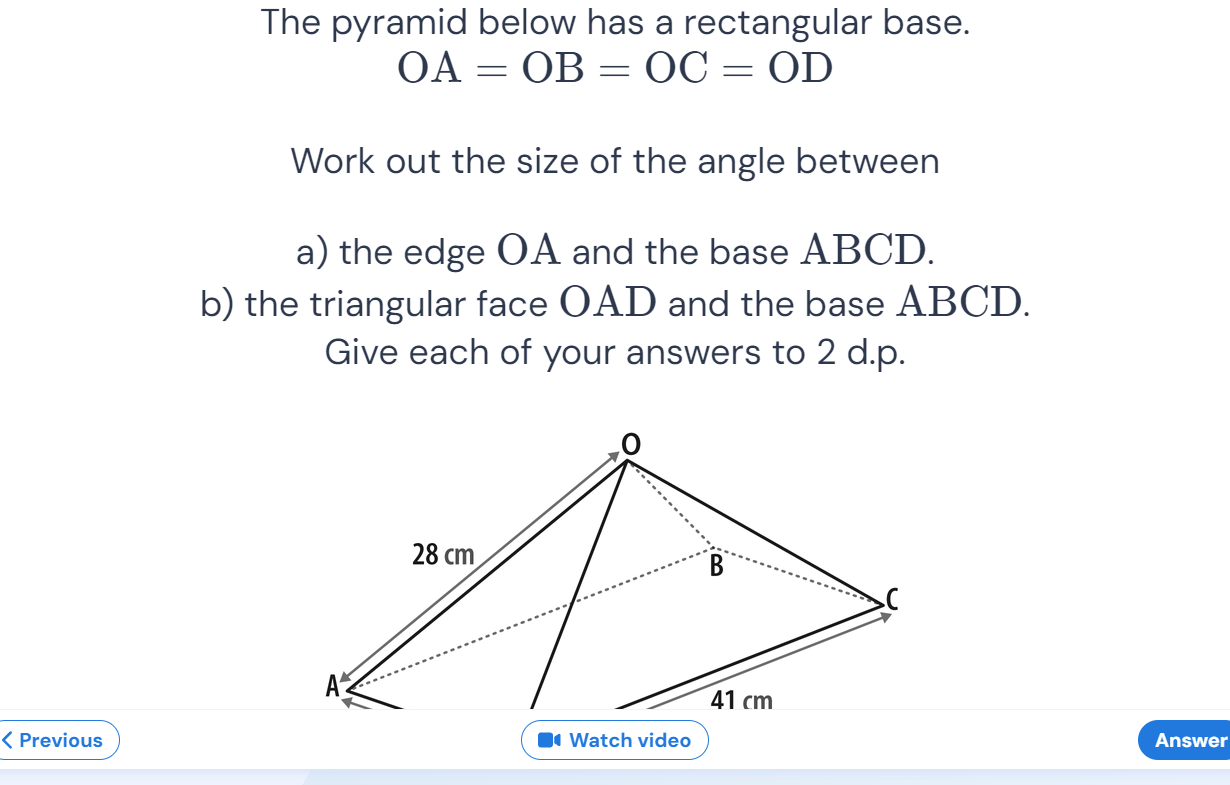 The pyramid below has a rectangular base.
OA = OB = OC = OD
Work out the size of the angle between
a) the edge OA and the base ABCD.
b) the triangular face OAD and the base ABCD.
Give each of your answers to 2 d.p.
O
28 cm
B
C
A
41 cm
Previous
Watch video
Answer